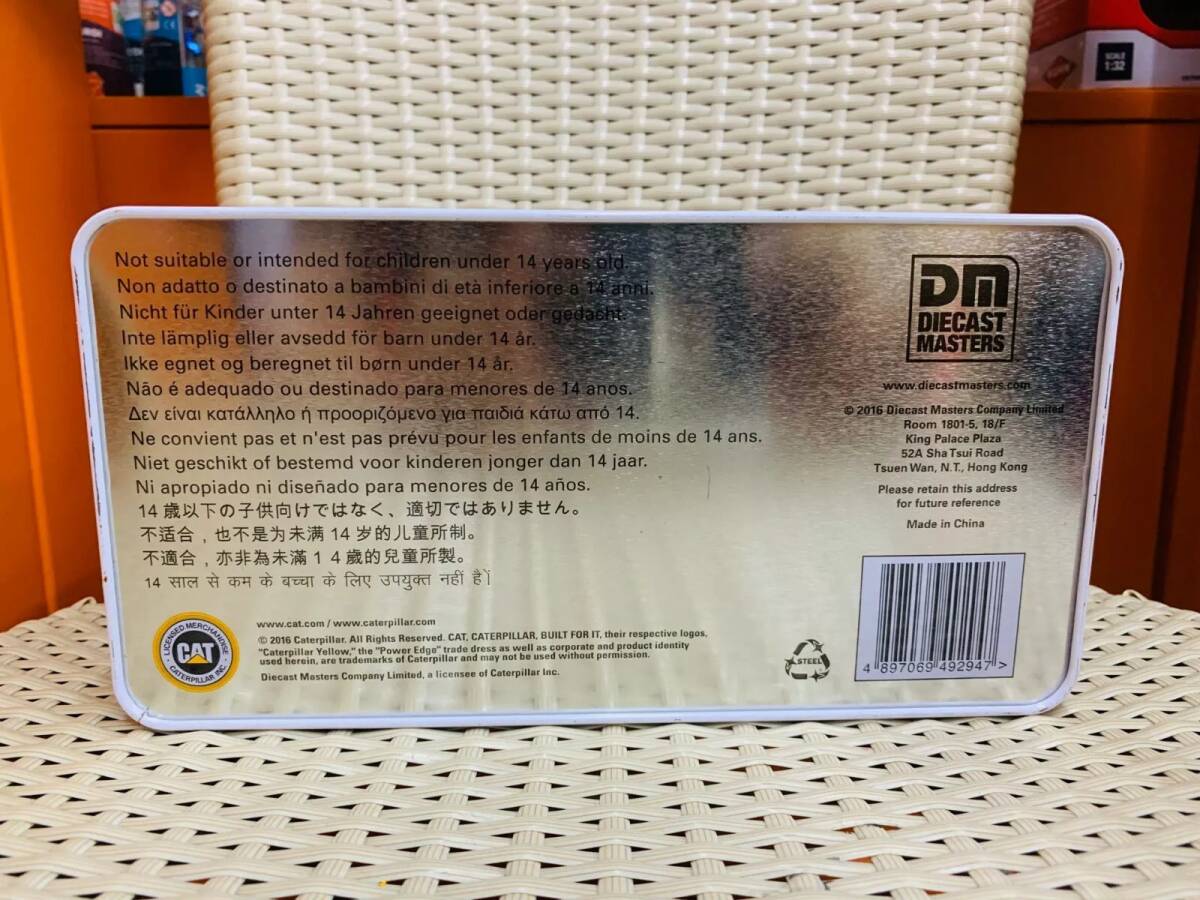 SCALE
1:32
Not suitable or intended for children under 14 years old.
Non adatto o destinato a bambini di età inferiore a 14 anni.
Nicht für Kinder unter 14 Jahren geeignet oder gedacht.
Inte lämplig eller avsedd för barn under 14 år.
Ikke egnet og beregnet til børn under 14 år.
Não é adequado ou destinado para menores de 14 anos.
Δεν είναι κατάλληλο ή προοριζόμενο για παιδιά κάτω από 14.
Ne convient pas et n'est pas prévu pour les enfants de moins de 14 ans.
Niet geschikt of bestemd voor kinderen jonger dan 14 jaar.
Ni apropiado ni diseñado para menores de 14 años.
14 歳以下の子供向けではなく、適切ではありません。
不适合，也不是为未满 14 岁的儿童所制。
不適合，亦非為未滿 1 4 歲的兒童所製。
14 साल से कम के बच्चा के लिए उपयुक्त नहीं है।
LICENSED MERCHANDISE
CAT
CATERPILLAR INC.
www.cat.com / www.caterpillar.com
© 2016 Caterpillar. All Rights Reserved. CAT, CATERPILLAR, BUILT FOR IT, their respective logos,
"Caterpillar Yellow," the "Power Edge" trade dress as well as corporate and product identity
used herein, are trademarks of Caterpillar and may not be used without permission.
Diecast Masters Company Limited, a licensee of Caterpillar Inc.
STEEL
DM
DIECAST
MASTERS
www.diecastmasters.com
© 2016 Diecast Masters Company Limited
Room 1801-5, 18/F
King Palace Plaza
52A Sha Tsui Road
Tsuen Wan, N.T., Hong Kong
Please retain this address
for future reference
Made in China
4 897069 492947 >